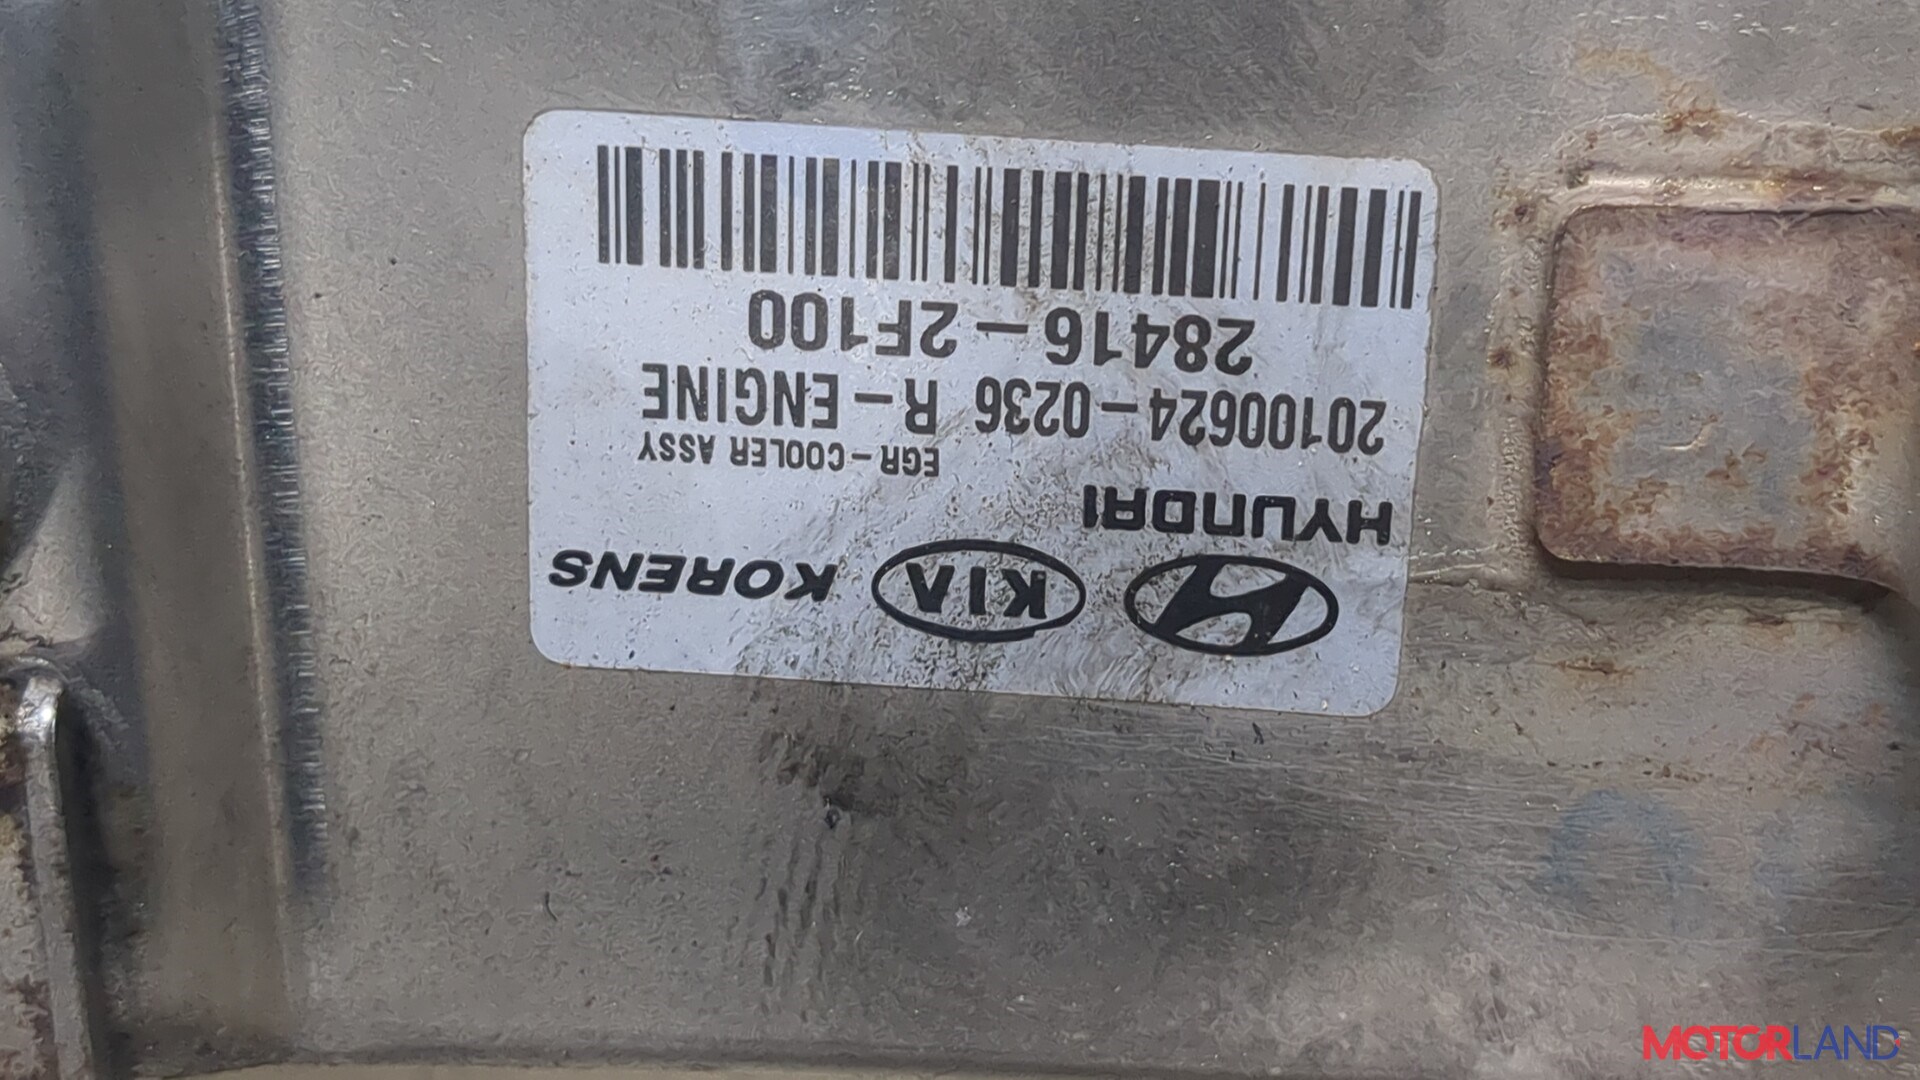 KIA KORENS
HYUNDAI
EGR-COOLER ASSY
20100624-0236 R-ENGINE
28416-2F100
MOTORLAND